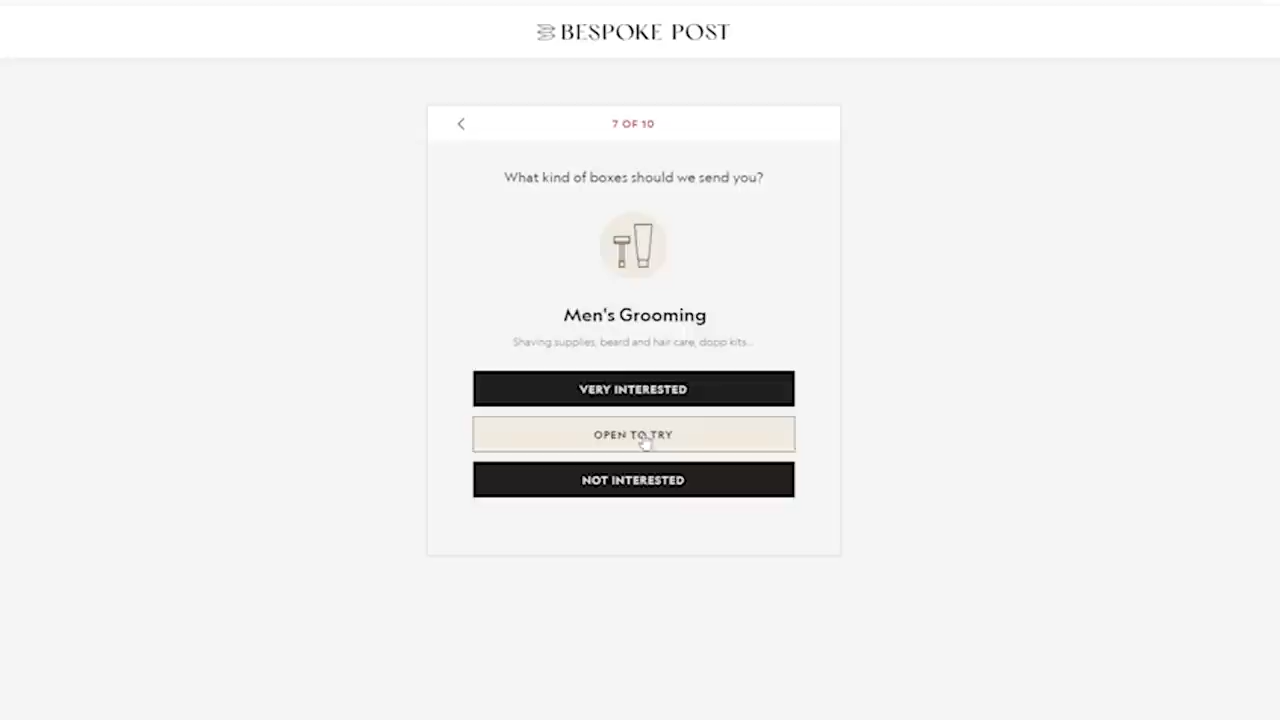 BESPOKE POST
7 OF 10
What kind of boxes should we send you?
Men's Grooming
Shaving supplies, beard and hair care, dopp kits...
VERY INTERESTED
OPEN TO TRY
NOT INTERESTED